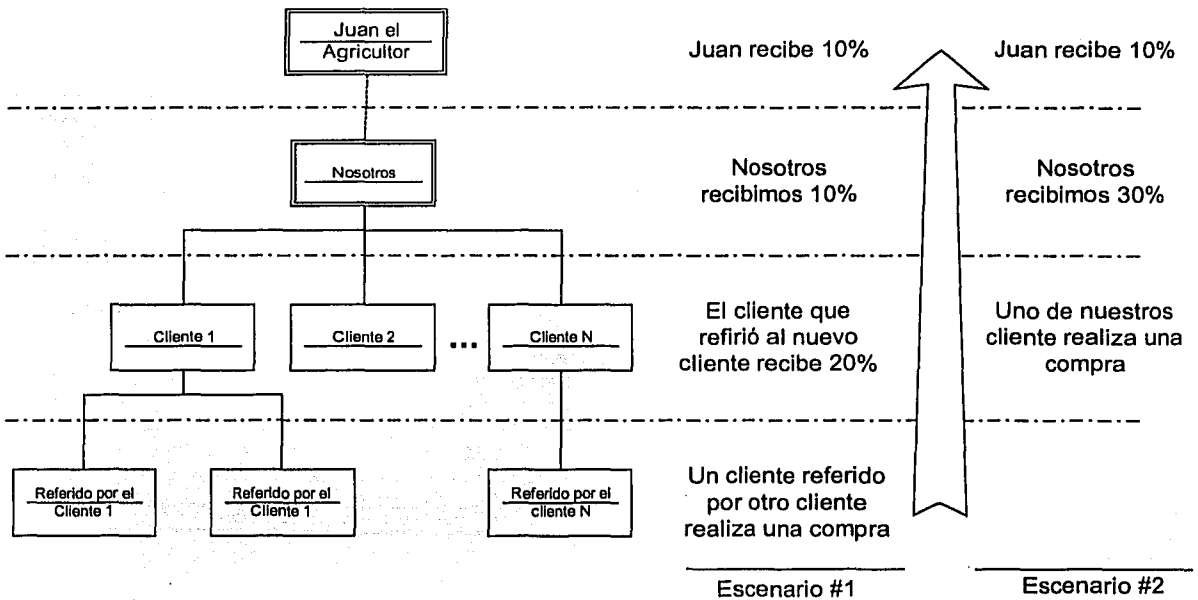 Juan el
Agricultor
Juan recibe 10%
Juan recibe 10%
Nosotros
Nosotros
recibimos 10%
Nosotros
recibimos 30%
Cliente 1
Cliente 2
...
Cliente N
El cliente que
refirió al nuevo
cliente recibe 20%
Uno de nuestros
cliente realiza una
compra
Referido por el
Cliente 1
Referido por el
Cliente 1
Referido por el
cliente N
Un cliente referido
por otro cliente
realiza una compra
Escenario #1
Escenario #2